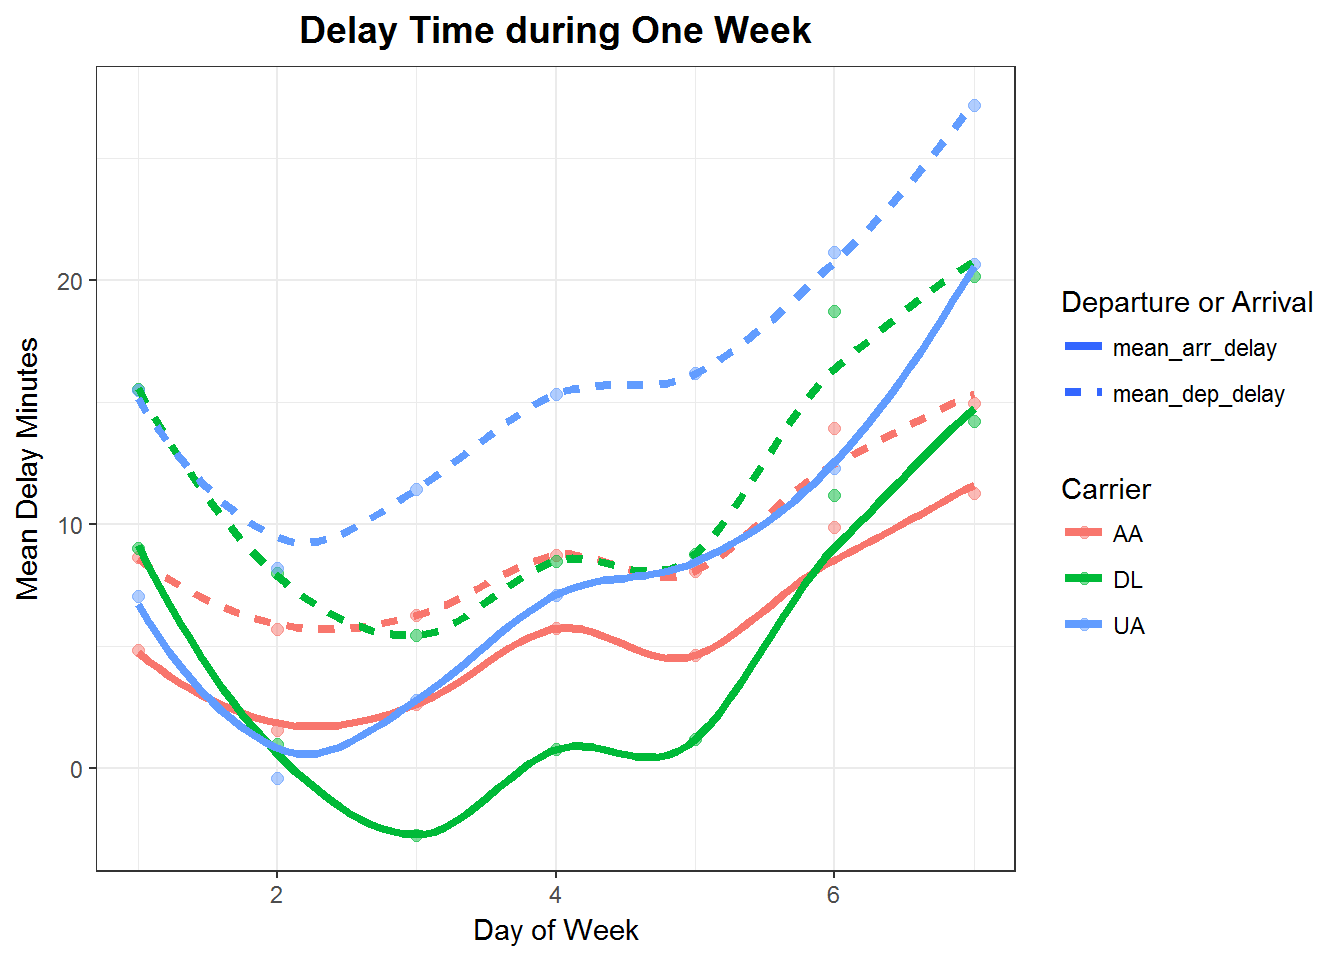 Delay Time during One Week
Mean Delay Minutes
20
10
0
2
4
6
Day of Week
Departure or Arrival
mean_arr_delay
mean_dep_delay
Carrier
AA
DL
UA